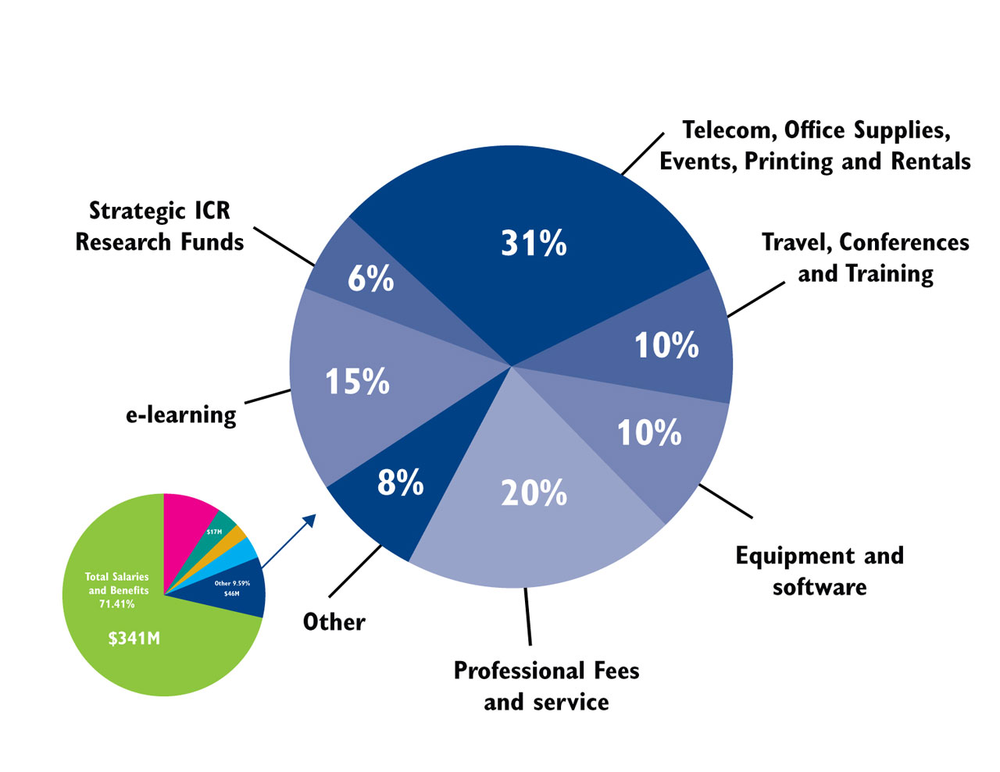 Telecom, Office Supplies,
Events, Printing and Rentals
Strategic ICR
Research Funds
31%
Travel, Conferences
and Training
6%
10%
15%
e-learning
10%
8%
20%
$17M
Total Salaries
and Benefits
71.41%
$341M
Other 9.59%
$46M
Equipment and
software
Other
Professional Fees
and service